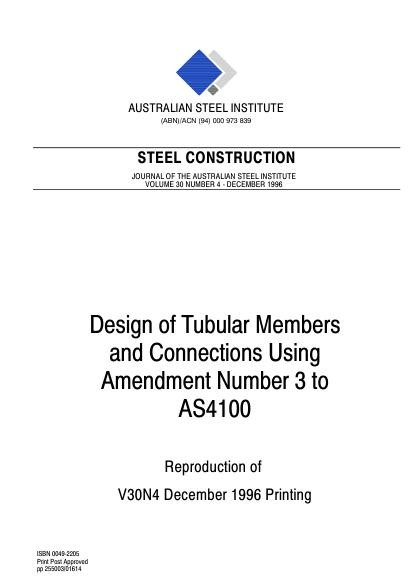 AUSTRALIAN STEEL INSTITUTE
(ABN)/ACN (94) 000 973 839
STEEL CONSTRUCTION
JOURNAL OF THE AUSTRALIAN STEEL INSTITUTE
VOLUME 30 NUMBER 4 - DECEMBER 1996
Design of Tubular Members
and Connections Using
Amendment Number 3 to
AS4100
Reproduction of
V30N4 December 1996 Printing
ISBN 0049-2205
Print Post Approved
pp 255003/01614